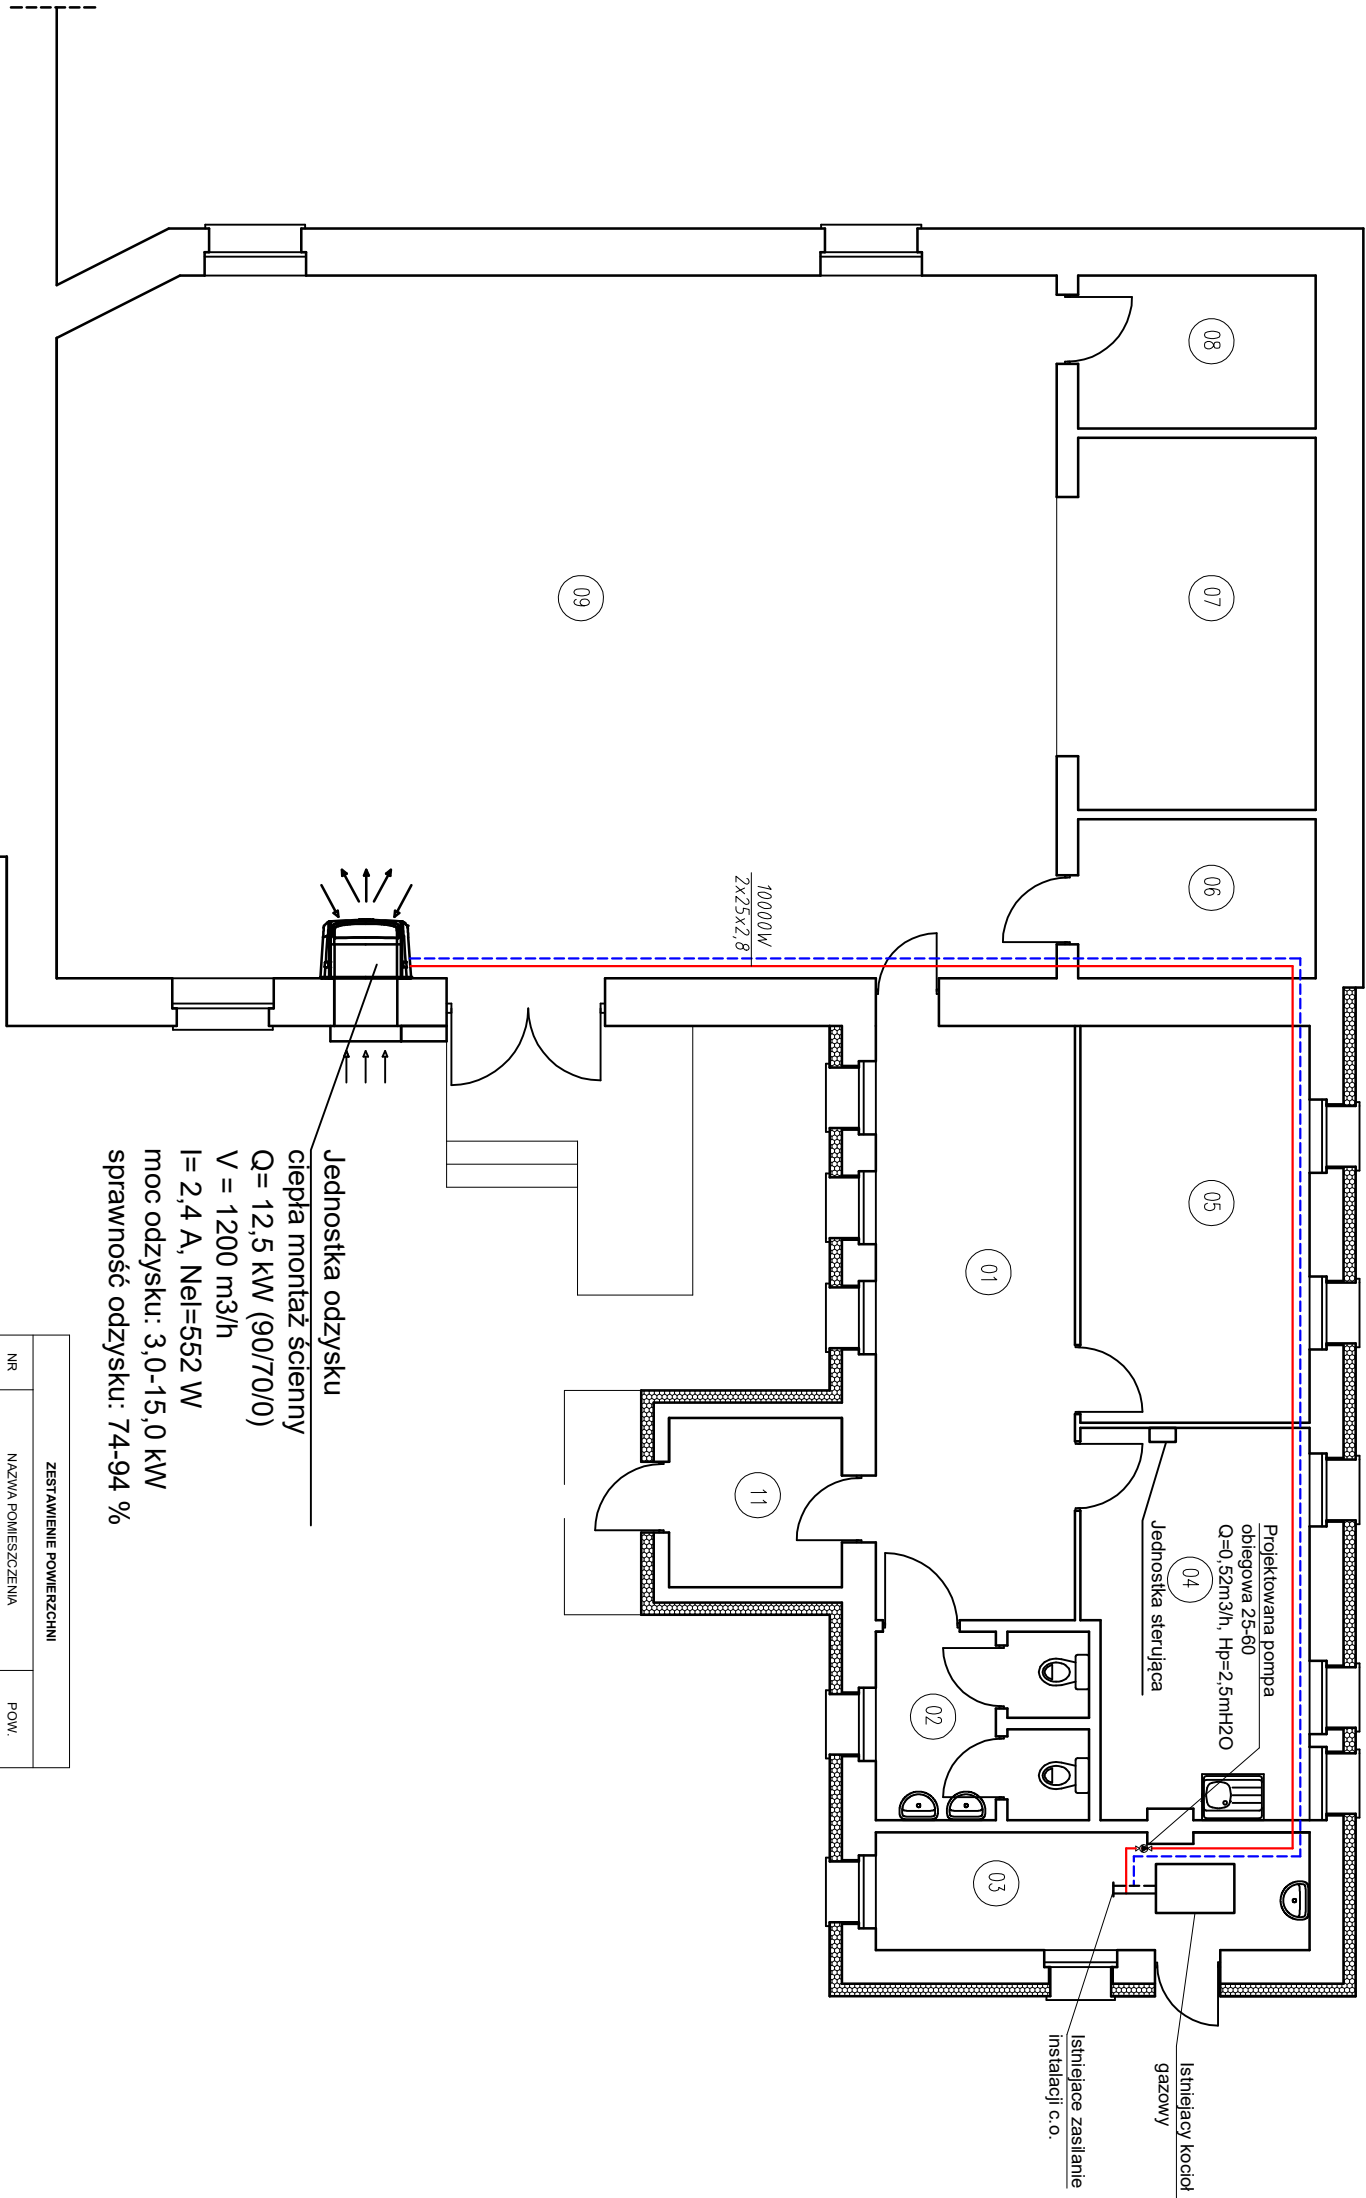 08
07
06
09
10000W
2x25x2,8
05
01
04
11
02
03
Projektowana pompa
obiegowa 25-60
Q=0,52m3/h, Hp=2,5mH2O
Jednostka sterująca
Istniejacy kocioł
gazowy
Istniejace zasilanie
instalacji c.o.
Jednostka odzysku
ciepła montaż ścienny
Q= 12,5 kW (90/70/0)
V = 1200 m3/h
I= 2,4 A, Nel=552 W
moc odzysku: 3,0-15,0 kW
sprawność odzysku: 74-94 %
ZESTAWIENIE POWIERZCHNI
NR NAZWA POMIESZCZENIA POW.